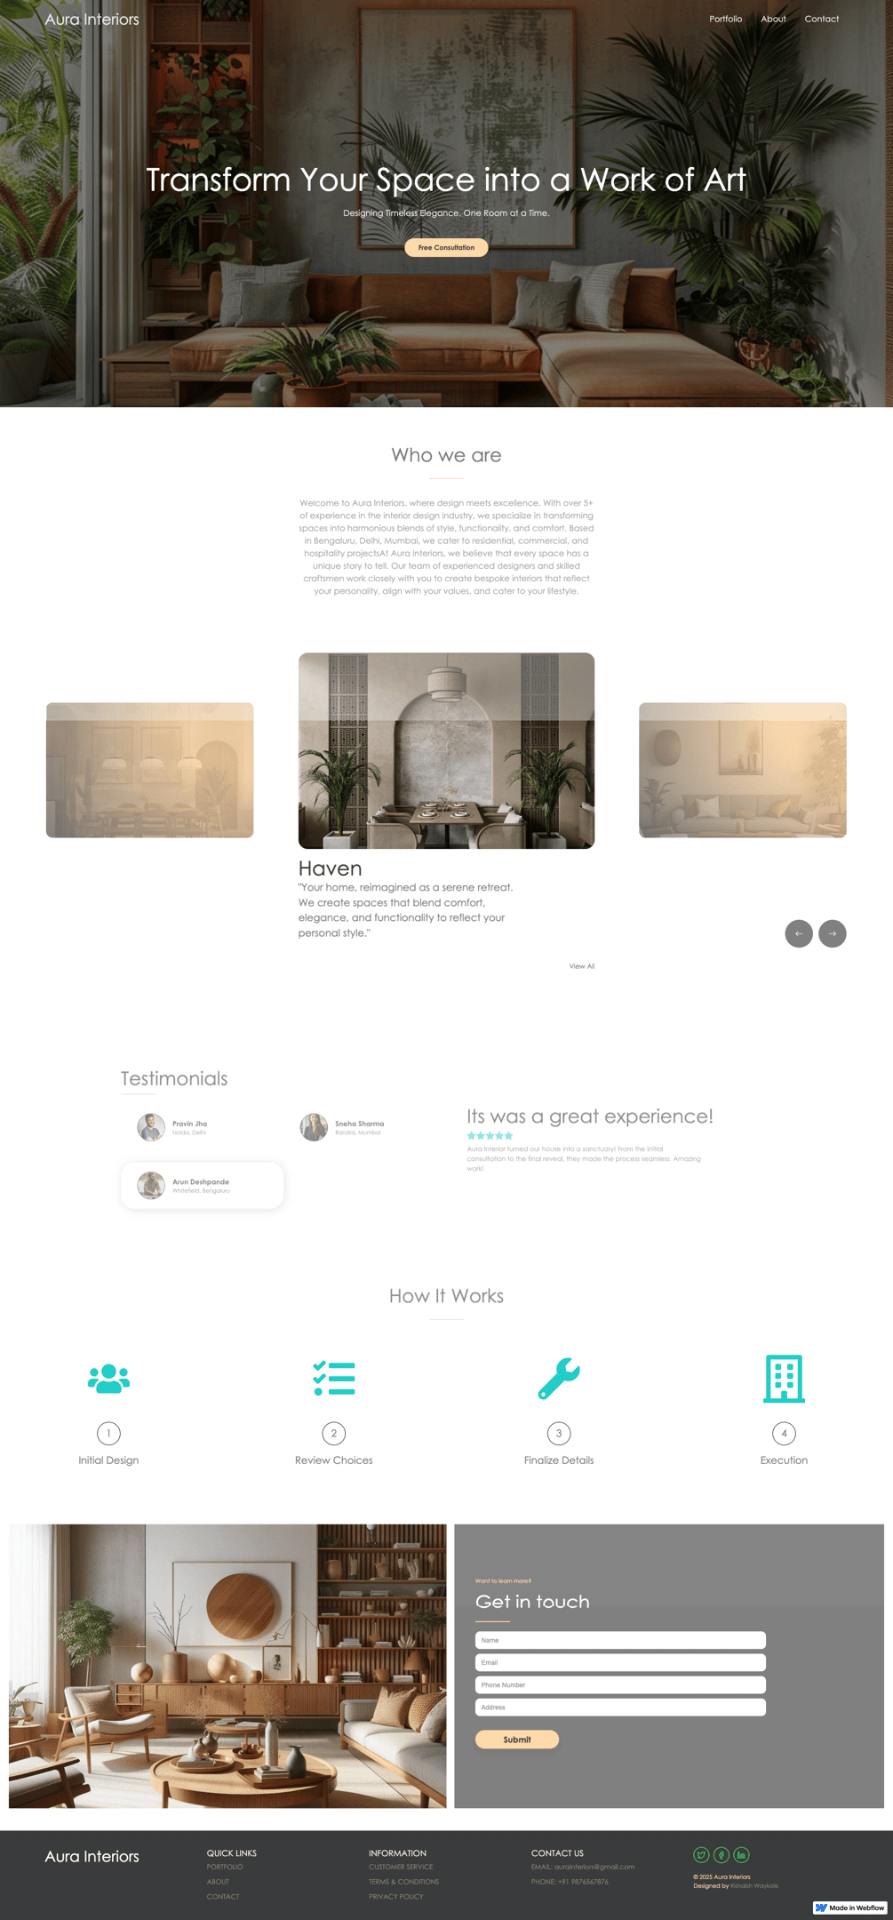 Aura Interiors
Portfolio
About
Contact
Transform Your Space into a Work of Art
Designing Timeless Elegance, One Room at a Time.
Free Consultation
Who we are
Welcome to Aura Interiors, where design meets excellence. With over 5+
of experience in the interior design industry, we specialize in transforming
spaces into harmonious blends of style, functionality, and comfort. Based
in Bengaluru, Delhi, Mumbai, we cater to residential, commercial, and
hospitality projectsAt Aura Interiors, we believe that every space has a
unique story to tell. Our team of experienced designers and skilled
craftsmen work closely with you to create bespoke interiors that reflect
your personality, align with your values, and cater to your lifestyle.
Haven
"Your home, reimagined as a serene retreat.
We create spaces that blend comfort,
elegance, and functionality to reflect your
personal style."
View All
Testimonials
Pravin Jha
Noida, Delhi
Sneha Sharma
Bandra, Mumbai
Arun Deshpande
Whitefield, Bengaluru
Its was a great experience!
Aura Interior turned our house into a sanctuary! From the initial
consultation to the final reveal, they made the process seamless. Amazing
work!
How It Works
1
Initial Design
2
Review Choices
3
Finalize Details
4
Execution
Want to learn more?
Get in touch
Name
Email
Phone Number
Address
Submit
Aura Interiors
QUICK LINKS
PORTFOLIO
ABOUT
CONTACT
INFORMATION
CUSTOMER SERVICE
TERMS & CONDITIONS
PRIVACY POLICY
CONTACT US
EMAIL: aurainteriors@gmail.com
PHONE: +91 9876567876
© 2025 Aura Interiors
Designed by Rishabh Waykole
Made in Webflow